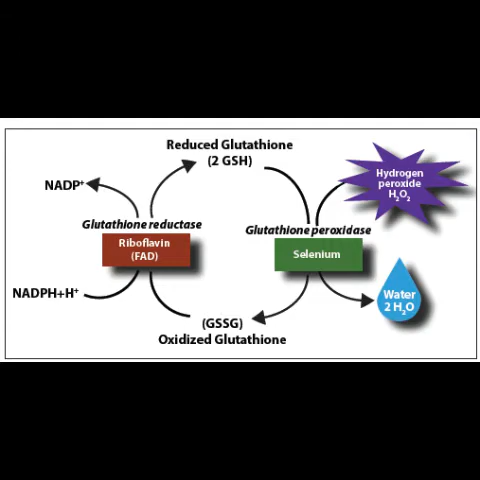 Reduced Glutathione
(2 GSH)
Hydrogen
peroxide
H₂O₂
NADP⁺
Glutathione reductase
Glutathione peroxidase
Riboflavin
(FAD)
Selenium
NADPH+H⁺
Water
2 H₂O
(GSSG)
Oxidized Glutathione